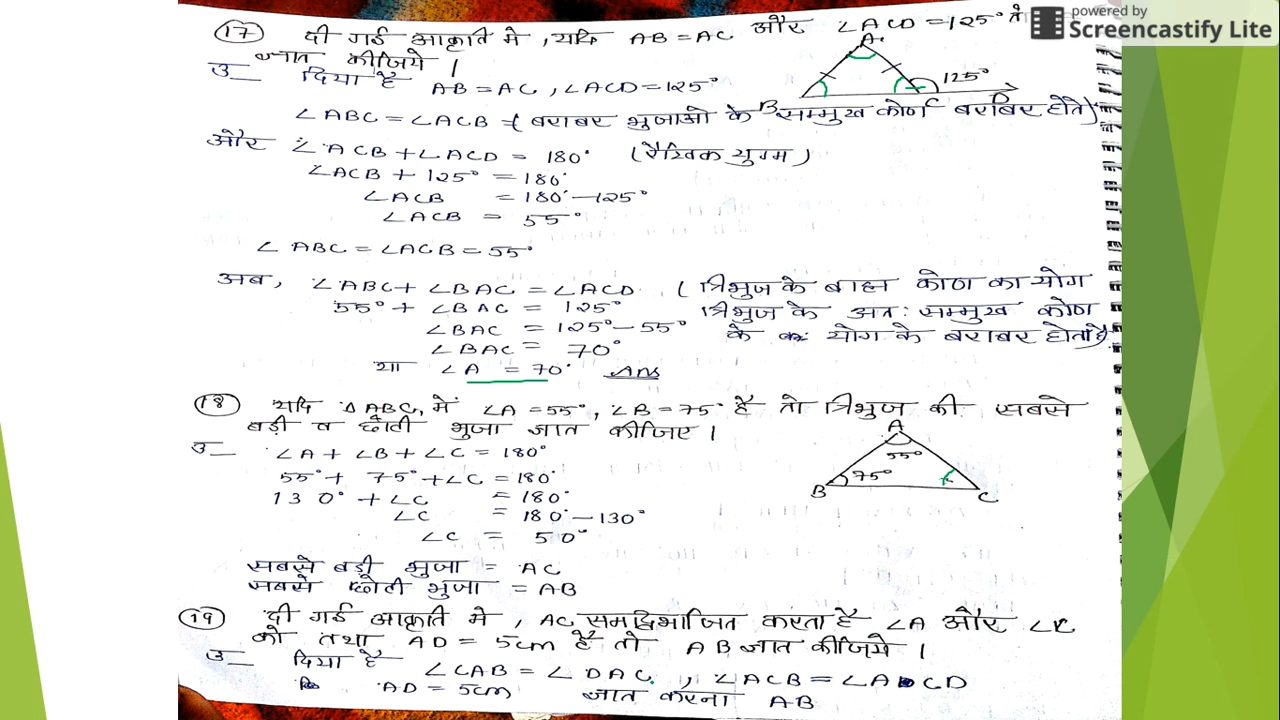 powered by
Screencastify Lite
(17) दी गई आकृति मे , यदि AB = AC और ∠ACD = 125° तो
ज्ञात कीजिये ।
उ_ दिया है AB = AC , ∠ACD = 125°
A
B
C
D
125°
∠ABC = ∠ACB = (बराबर भुजाओ के सम्मुख कोण बराबर होते)
और ∠ACB + ∠ACD = 180° (रैखिक युग्म)
∠ACB + 125° = 180°
∠ACB = 180° - 125°
∠ACB = 55°
∠ABC = ∠ACB = 55°
अब, ∠ABC + ∠BAC = ∠ACD (त्रिभुज के बाह्म कोण का योग
55° + ∠BAC = 125° त्रिभुज के अत: सम्मुख कोण
∠BAC = 125° - 55° के योग के बराबर होता है)
∠BAC = 70°
या ∠A = 70° Ans
(18) यदि △ABC, में ∠A = 55°, ∠B = 75° है तो त्रिभुज की सबसे
बड़ी व छोटी भुजा ज्ञात कीजिए ।
उ_ ∠A + ∠B + ∠C = 180°
A
55°
B
75°
C
55° + 75° + ∠C = 180°
130° + ∠C = 180°
∠C = 180° - 130°
∠C = 50°
सबसे बड़ी भुजा = AC
सबसे छोटी भुजा = AB
(19) दी गई आकृती मे , AC समद्विभाजित करता है ∠A और ∠C
को तथा AD = 5cm है तो AB ज्ञात कीजिये ।
उ_ दिया है ∠CAB = ∠DAC , ∠ACB = ∠ACD
AD = 5cm ज्ञात करना AB